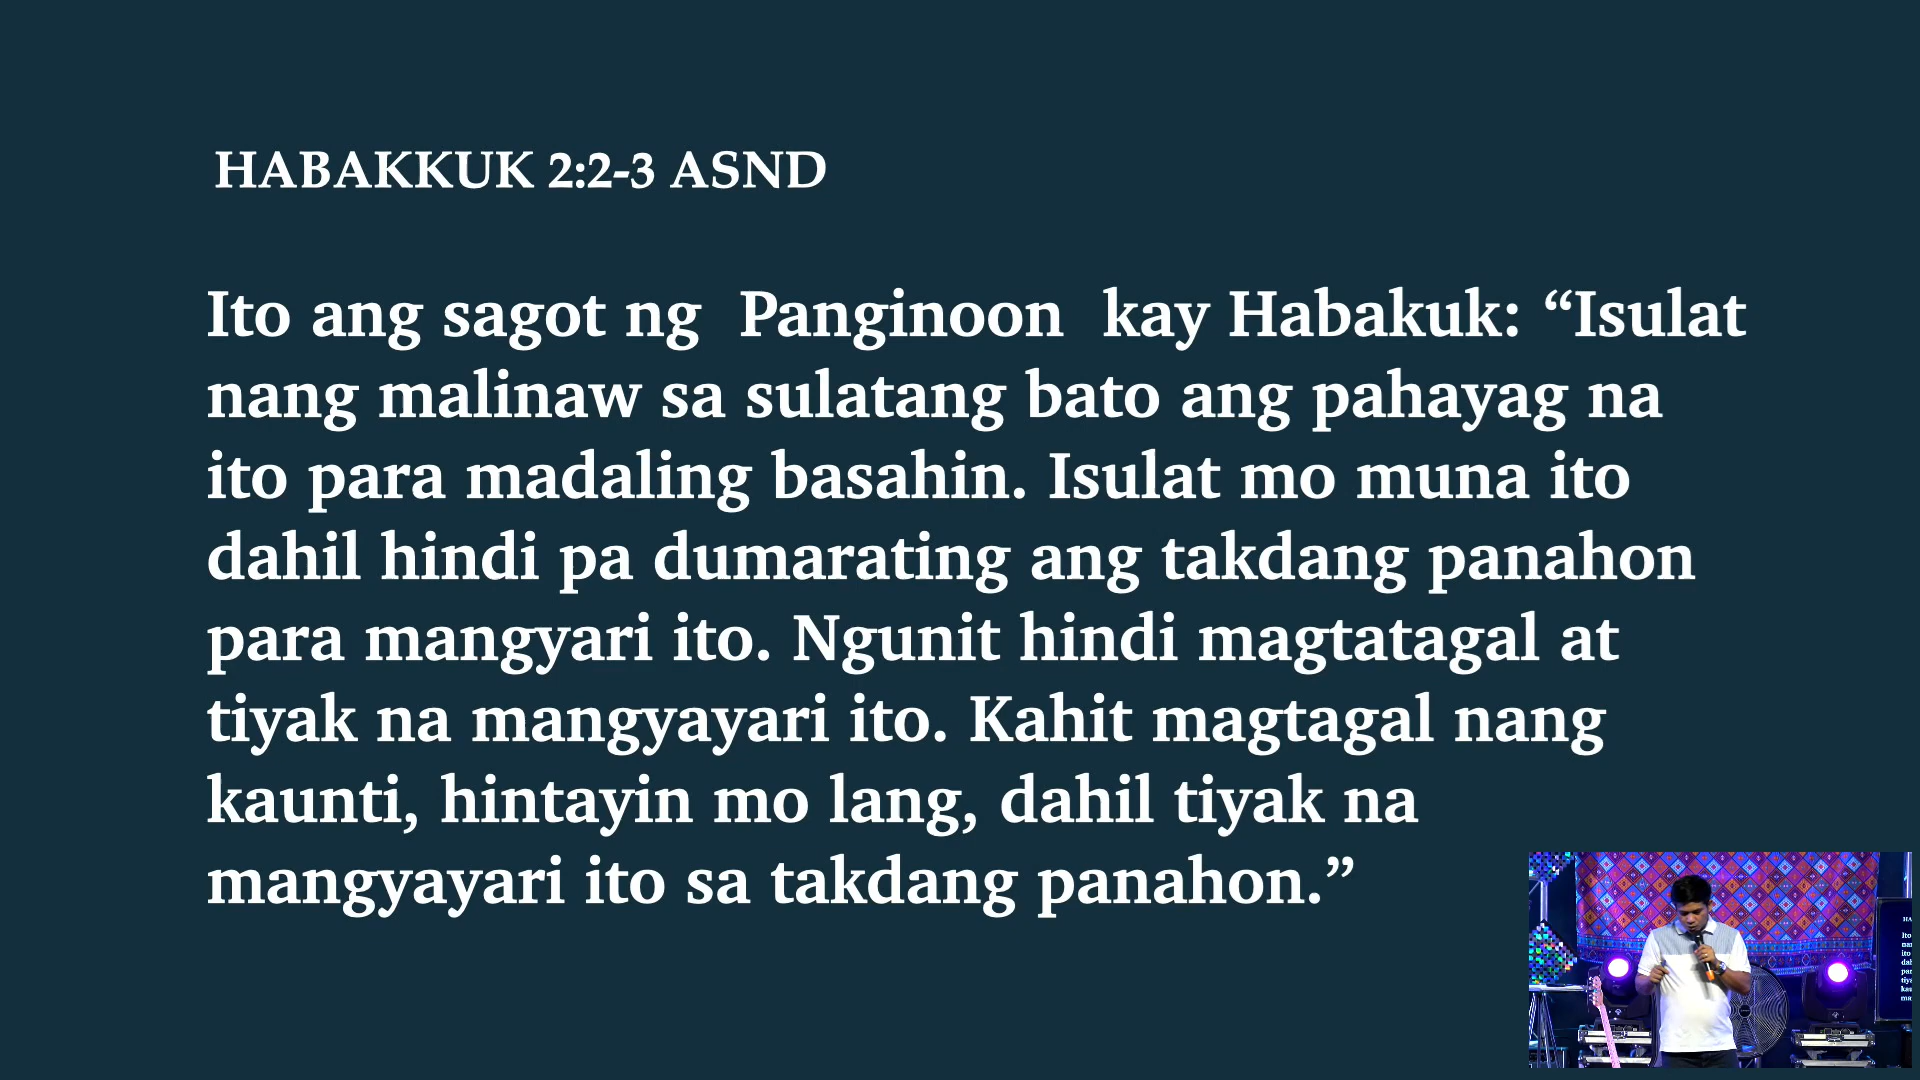 HABAKKUK 2:2-3 ASND
Ito ang sagot ng Panginoon kay Habakuk: “Isulat
nang malinaw sa sulatang bato ang pahayag na
ito para madaling basahin. Isulat mo muna ito
dahil hindi pa dumarating ang takdang panahon
para mangyari ito. Ngunit hindi magtatagal at
tiyak na mangyayari ito. Kahit magtagal nang
kaunti, hintayin mo lang, dahil tiyak na
mangyayari ito sa takdang panahon.”